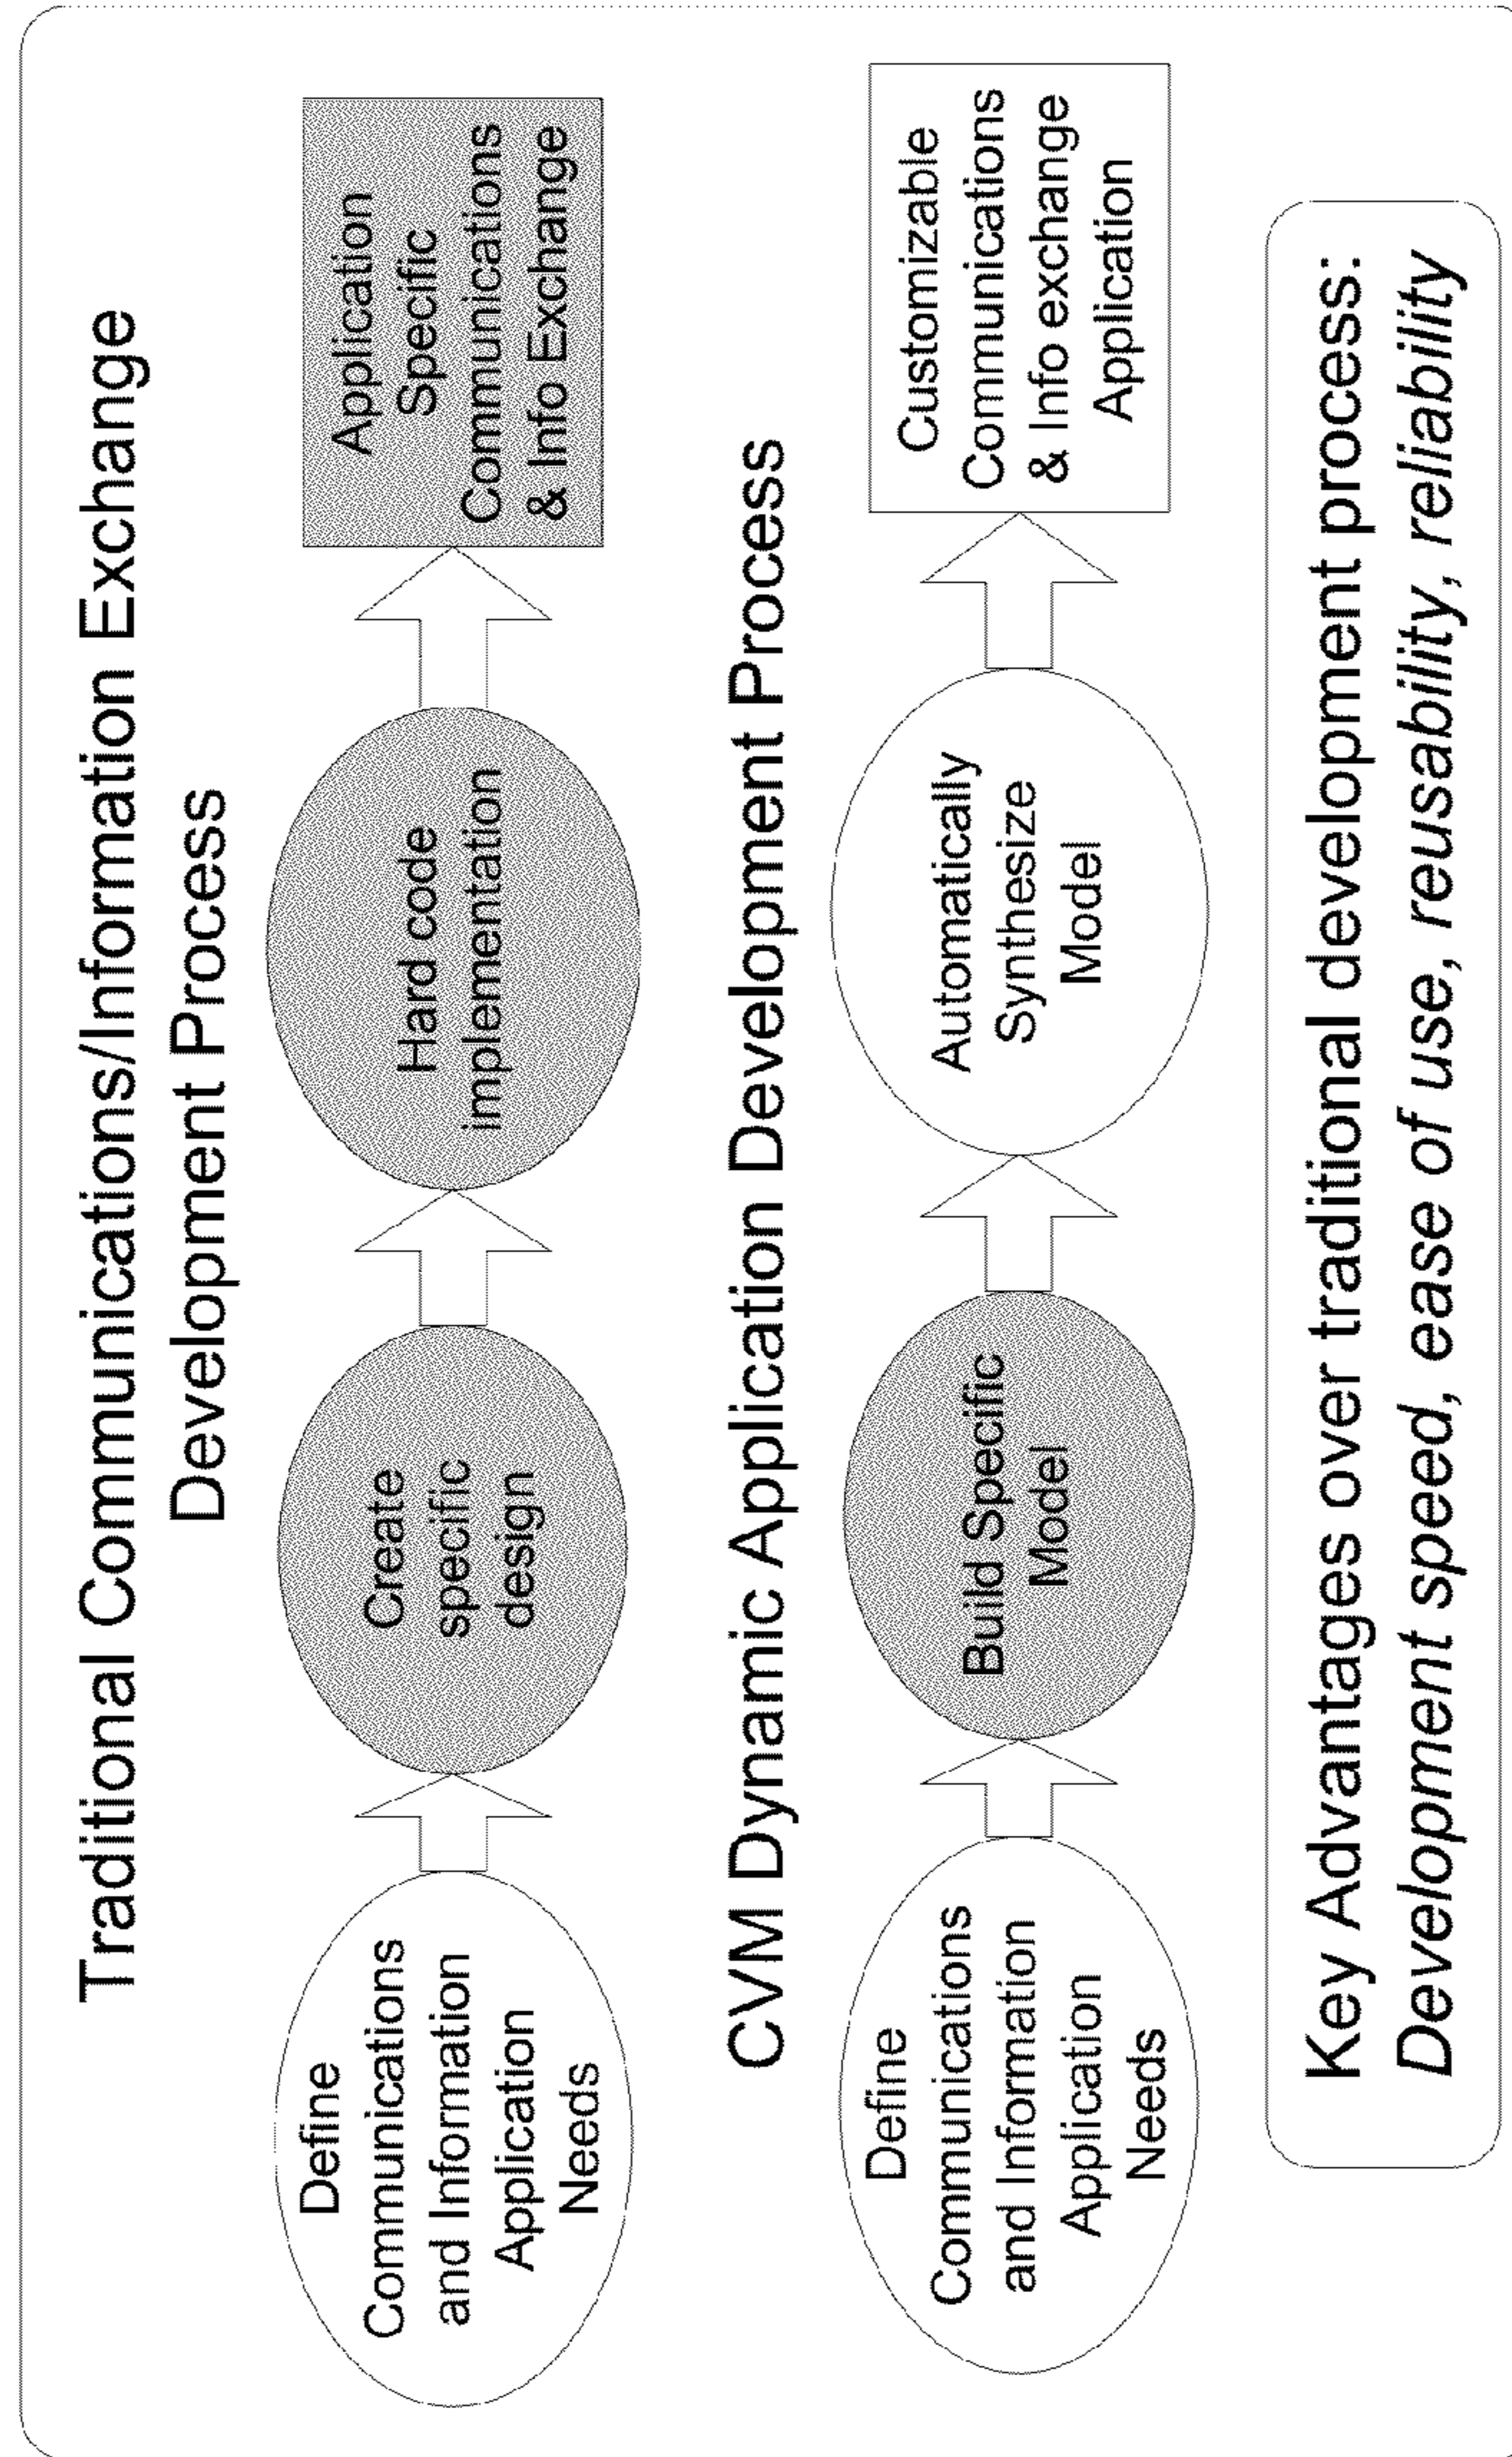 Traditional Communications/Information Exchange
Development Process
Define
Communications
and Information
Application
Needs
Create
specific
design
Hard code
implementation
Application
Specific
Communications
& Info Exchange
CVM Dynamic Application Development Process
Define
Communications
and Information
Application
Needs
Build Specific
Model
Automatically
Synthesize
Model
Customizable
Communications
& Info exchange
Application
Key Advantages over traditional development process:
Development speed, ease of use, reusability, reliability